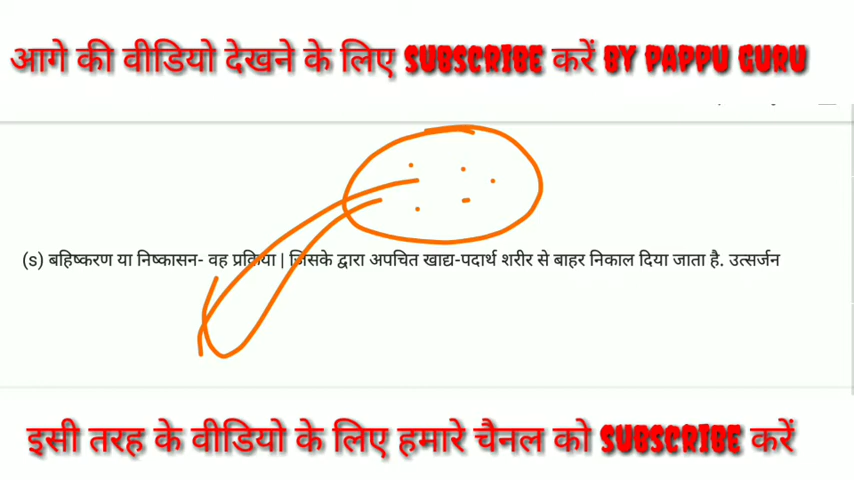 आगे की वीडियो देखने के लिए SUBSCRIBE करें BY PAPPU GURU
(s) बहिष्करण या निष्कासन- वह प्रक्रिया | जिसके द्वारा अपचित खाद्य-पदार्थ शरीर से बाहर निकाल दिया जाता है. उत्सर्जन
इसी तरह के वीडियो के लिए हमारे चैनल को SUBSCRIBE करें